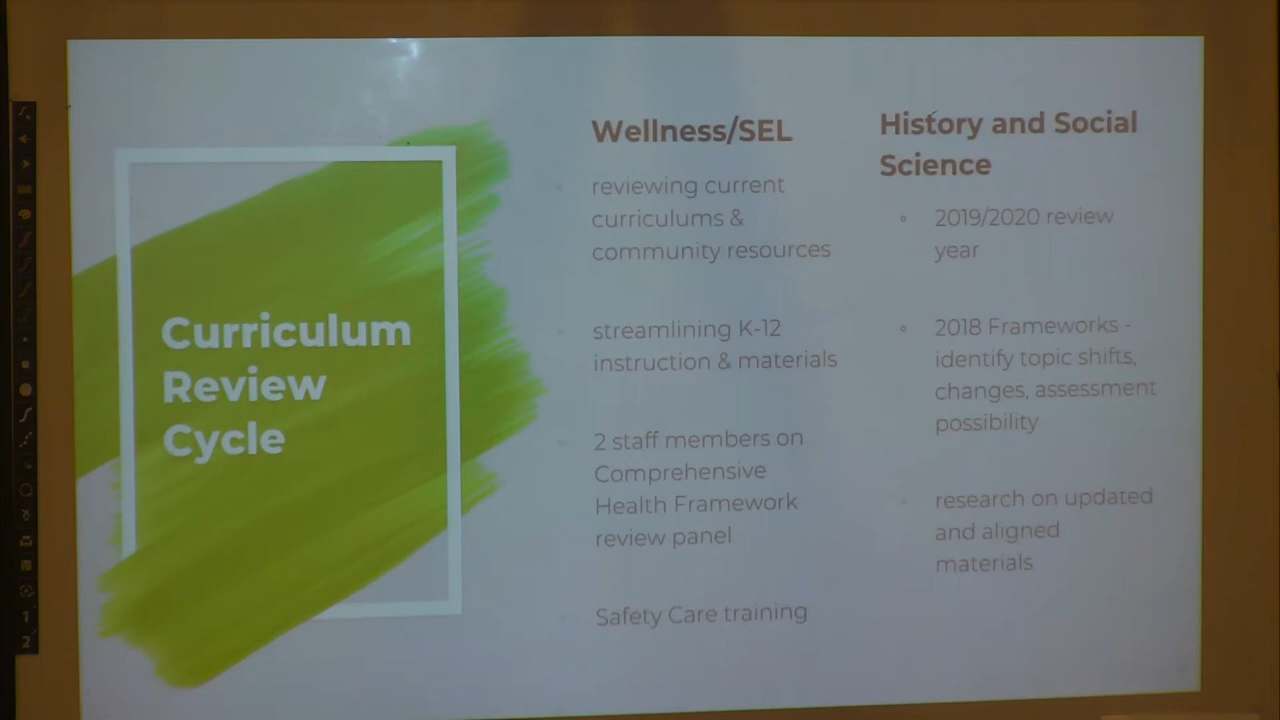 Curriculum
Review
Cycle
Wellness/SEL
reviewing current
curriculums &
community resources
streamlining K-12
instruction & materials
2 staff members on
Comprehensive
Health Framework
review panel
Safety Care training
History and Social
Science
2019/2020 review
year
2018 Frameworks -
identify topic shifts,
changes, assessment
possibility
research on updated
and aligned
materials
1
2